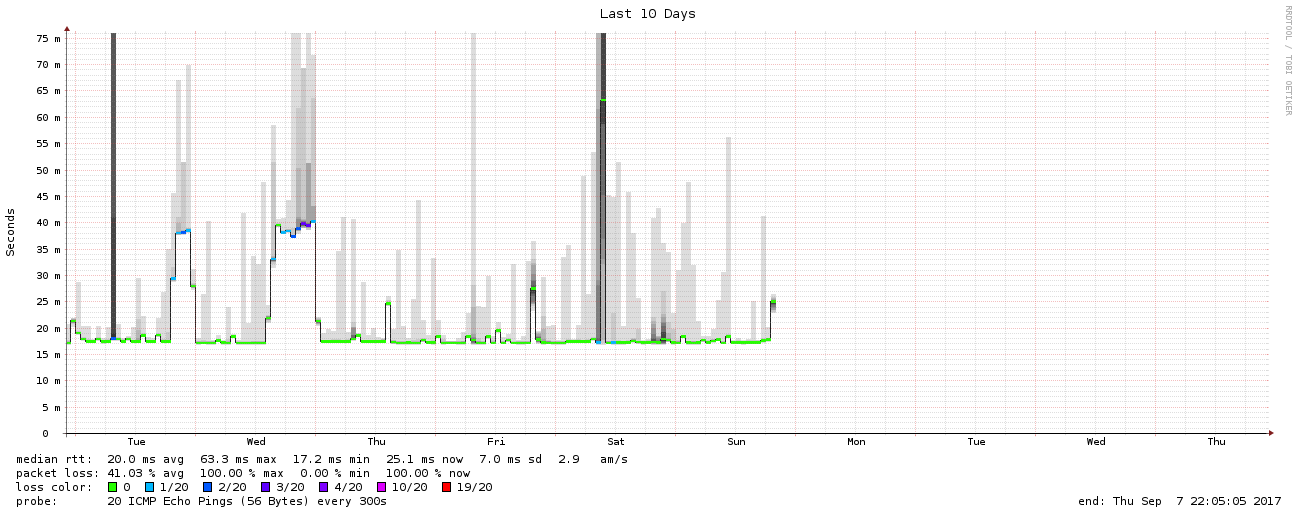 Last 10 Days
RRDTOOL / TOBI OETIKER
Seconds
75 m
70 m
65 m
60 m
55 m
50 m
45 m
40 m
35 m
30 m
25 m
20 m
15 m
10 m
5 m
0
Tue Wed Thu Fri Sat Sun Mon Tue Wed Thu
median rtt: 20.0 ms avg 63.3 ms max 17.2 ms min 25.1 ms now 7.0 ms sd 2.9 am/s
packet loss: 41.03 % avg 100.00 % max 0.00 % min 100.00 % now
loss color: 0 1/20 2/20 3/20 4/20 10/20 19/20
probe: 20 ICMP Echo Pings (56 Bytes) every 300s end: Thu Sep 7 22:05:05 2017